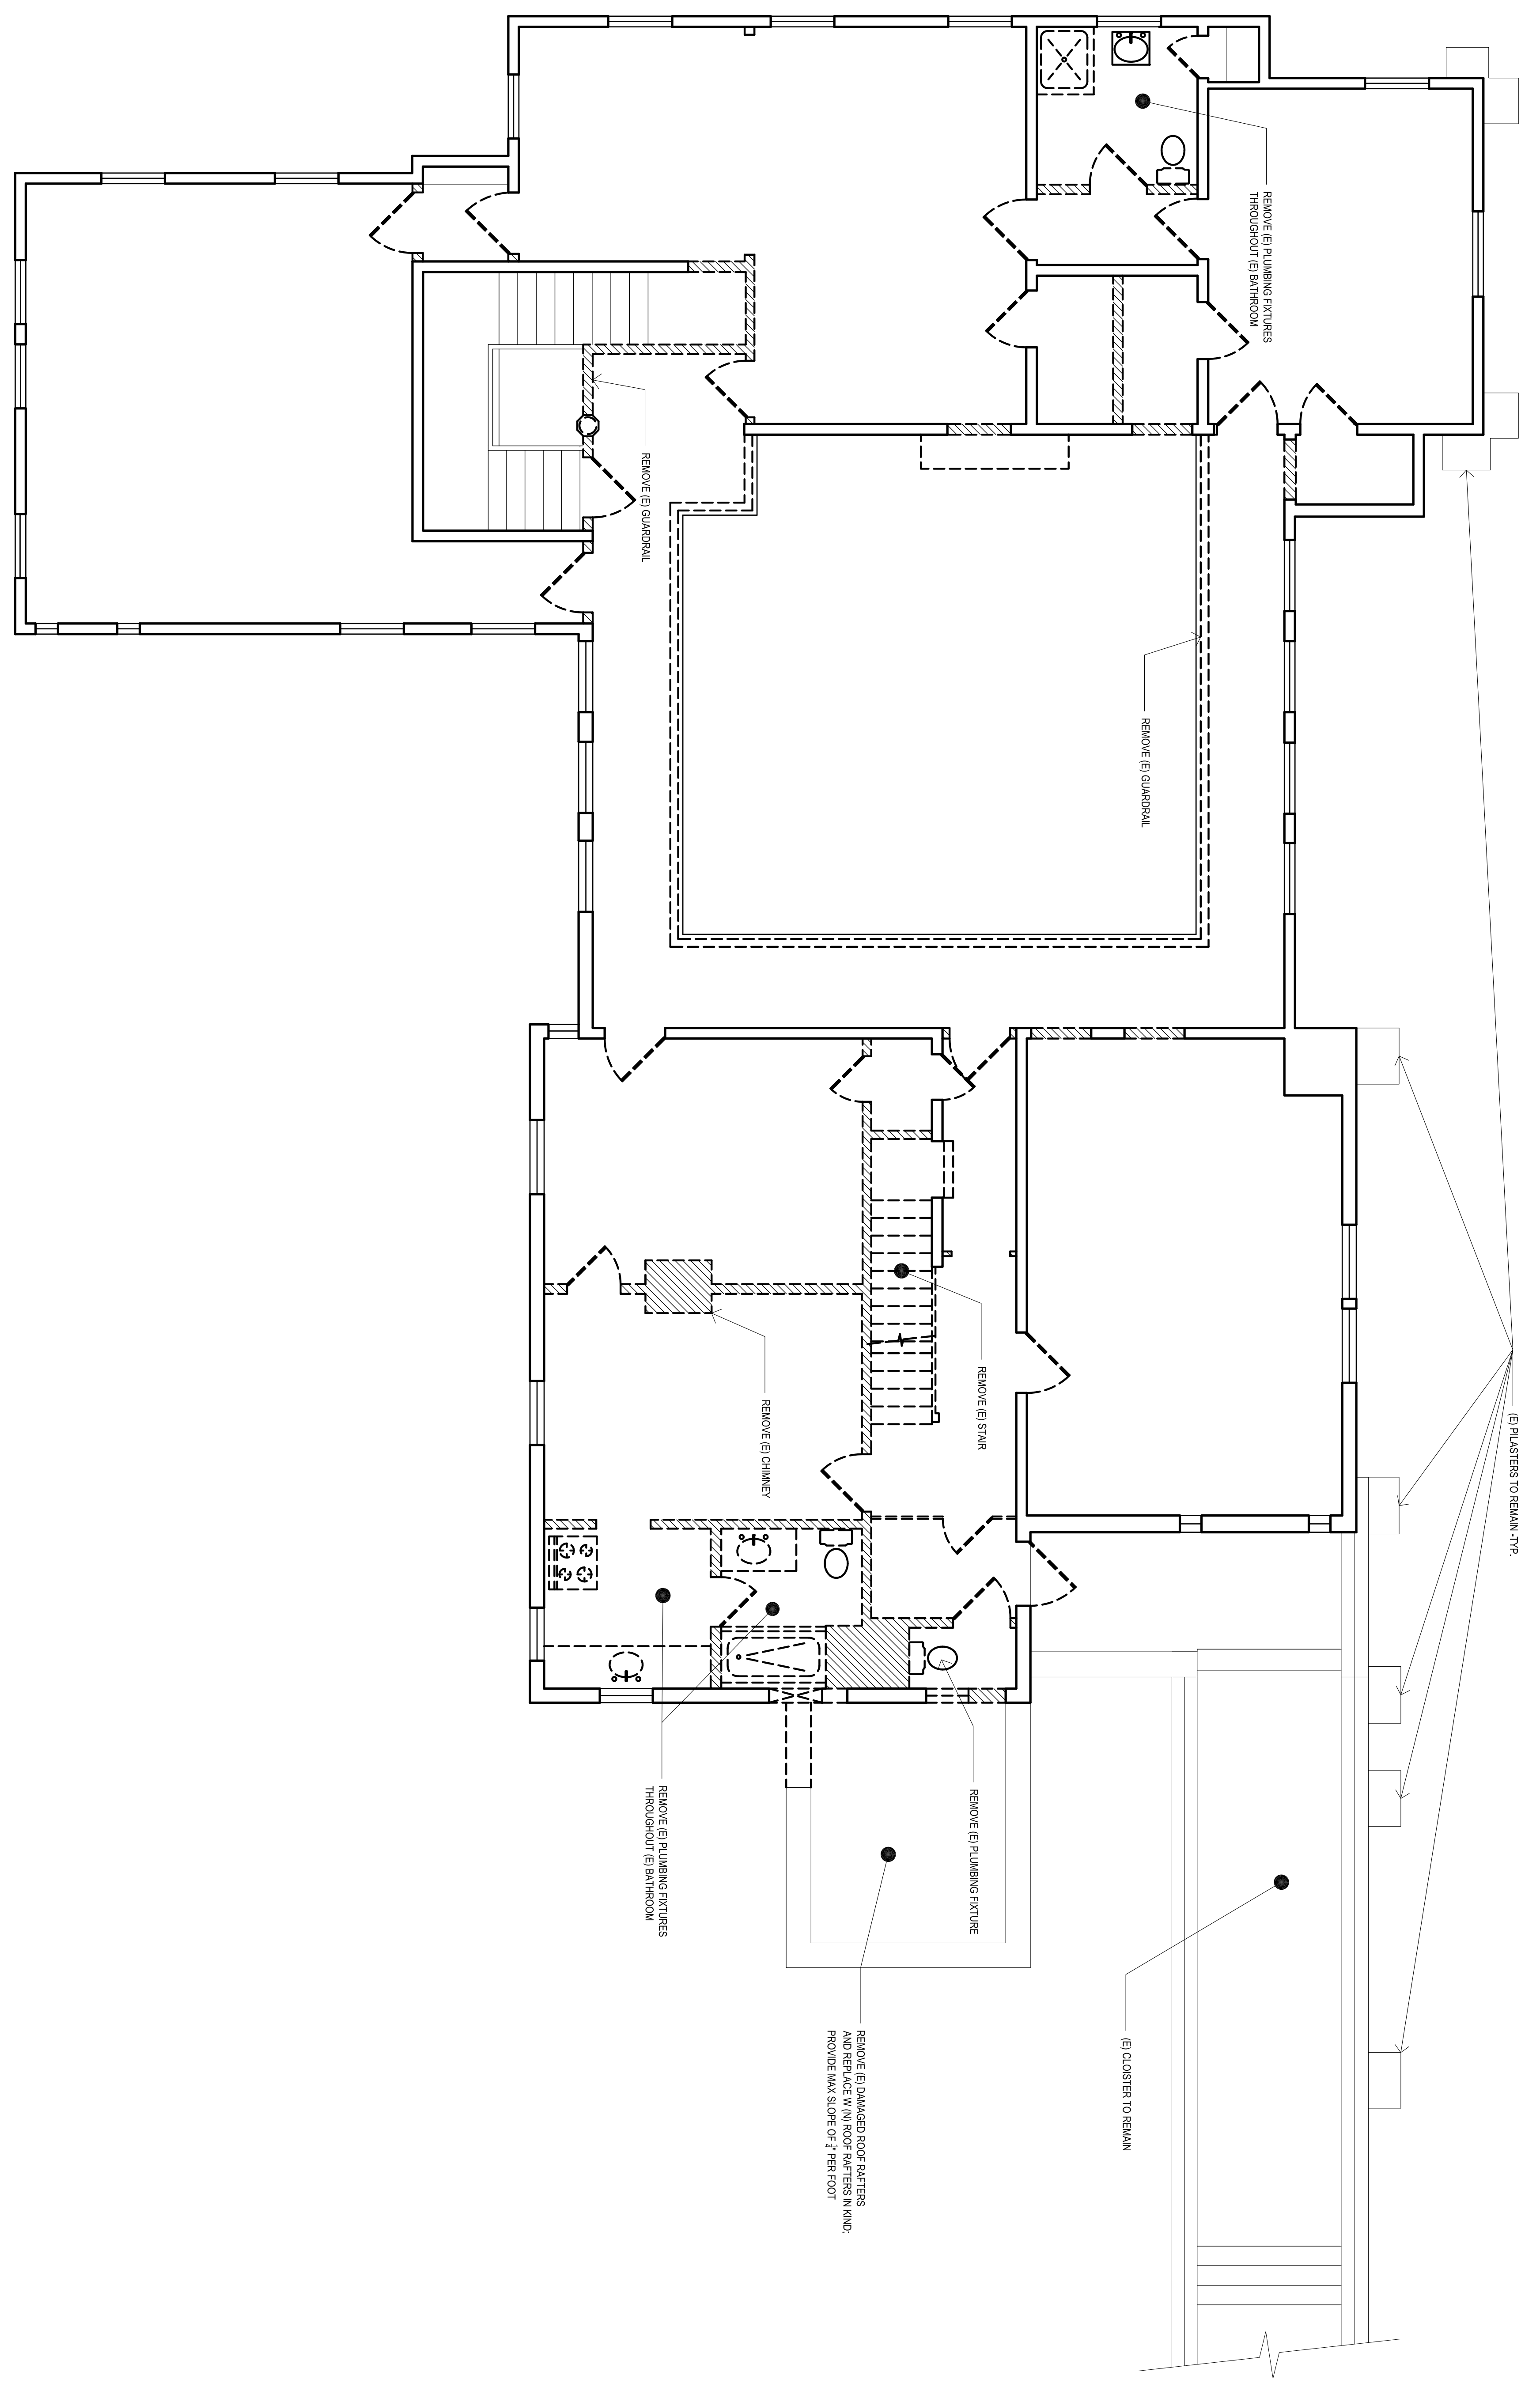 (E) PILASTERS TO REMAIN -TYP.
REMOVE (E) PLUMBING FIXTURES
THROUGHOUT (E) BATHROOM
REMOVE (E) GUARDRAIL
REMOVE (E) GUARDRAIL
REMOVE (E) STAIR
REMOVE (E) CHIMNEY
(E) CLOISTER TO REMAIN
REMOVE (E) PLUMBING FIXTURE
REMOVE (E) DAMAGED ROOF RAFTERS
AND REPLACE W (N) ROOF RAFTERS IN KIND;
PROVIDE MAX SLOPE OF ¼" PER FOOT
REMOVE (E) PLUMBING FIXTURES
THROUGHOUT (E) BATHROOM